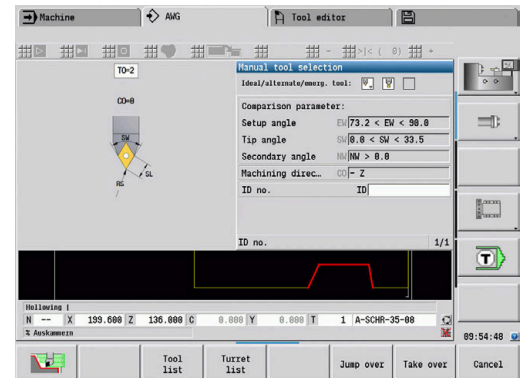 Machine
AWG
Tool editor
TO=2
CO=0
SW
SL
RS
Manual tool selection
Ideal/alternate/emerg. tool:
Comparison parameter:
Setup angle EW 73.2 < EW < 90.0
Tip angle SW 0.0 < SW < 33.5
Secondary angle NW NW > 0.0
Machining direc… CO - Z
ID no. ID
ID no. 1/1
T
Hollowing |
N -- X 199.600 Z 136.000 C 0.000 Y 0.000 T 1 A-SCHR-35-08
% Auskammern
09:54:48
Tool list
Turret list
Jump over
Take over
Cancel